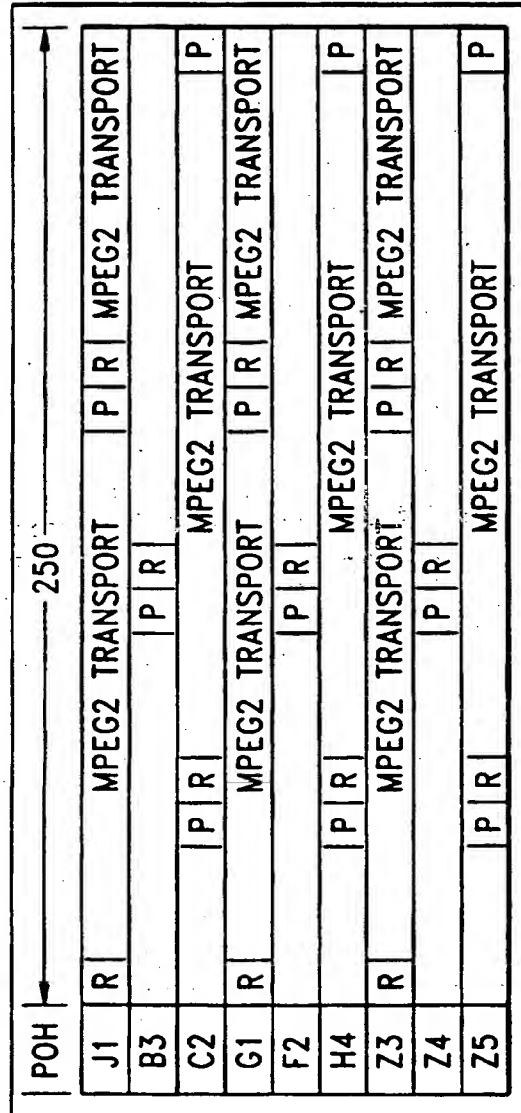 POH 250
J1 R MPEG2 TRANSPORT P R MPEG2 TRANSPORT
B3 P R
C2 P R MPEG2 TRANSPORT P
G1 R MPEG2 TRANSPORT P R MPEG2 TRANSPORT
F2 P R
H4 P R MPEG2 TRANSPORT P
Z3 R MPEG2 TRANSPORT P R MPEG2 TRANSPORT
Z4 P R
Z5 P R MPEG2 TRANSPORT P